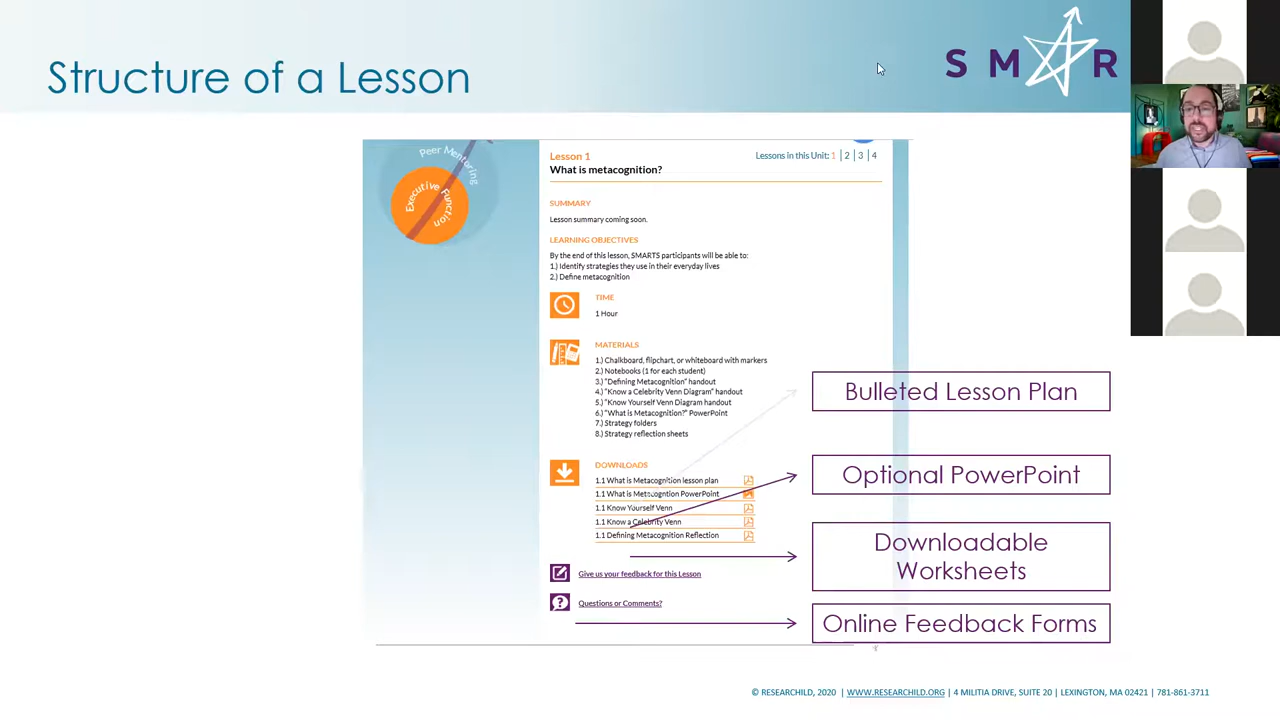 Structure of a Lesson
S M R
Peer Mentoring
Executive Function
Lesson 1
Lessons in this Unit: 1 | 2 | 3 | 4
What is metacognition?
SUMMARY
Lesson summary coming soon.
LEARNING OBJECTIVES
By the end of this lesson, SMARTS participants will be able to:
1.) Identify strategies they use in their everyday lives
2.) Define metacognition
TIME
1 Hour
MATERIALS
1.) Chalkboard, flipchart, or whiteboard with markers
2.) Notebooks (1 for each student)
3.) "Defining Metacognition" handout
4.) "Know a Celebrity Venn Diagram" handout
5.) "Know Yourself Venn Diagram handout
6.) "What is Metacognition?" PowerPoint
7.) Strategy folders
8.) Strategy reflection sheets
DOWNLOADS
1.1 What is Metacognition lesson plan
1.1 What is Metcogntion PowerPoint
1.1 Know Yourself Venn
1.1 Know a Celebrity Venn
1.1 Defining Metacognition Reflection
Give us your feedback for this Lesson
Questions or Comments?
Bulleted Lesson Plan
Optional PowerPoint
Downloadable
Worksheets
Online Feedback Forms
© RESEARCHILD, 2020 | WWW.RESEARCHILD.ORG | 4 MILITIA DRIVE, SUITE 20 | LEXINGTON, MA 02421 | 781-861-3711